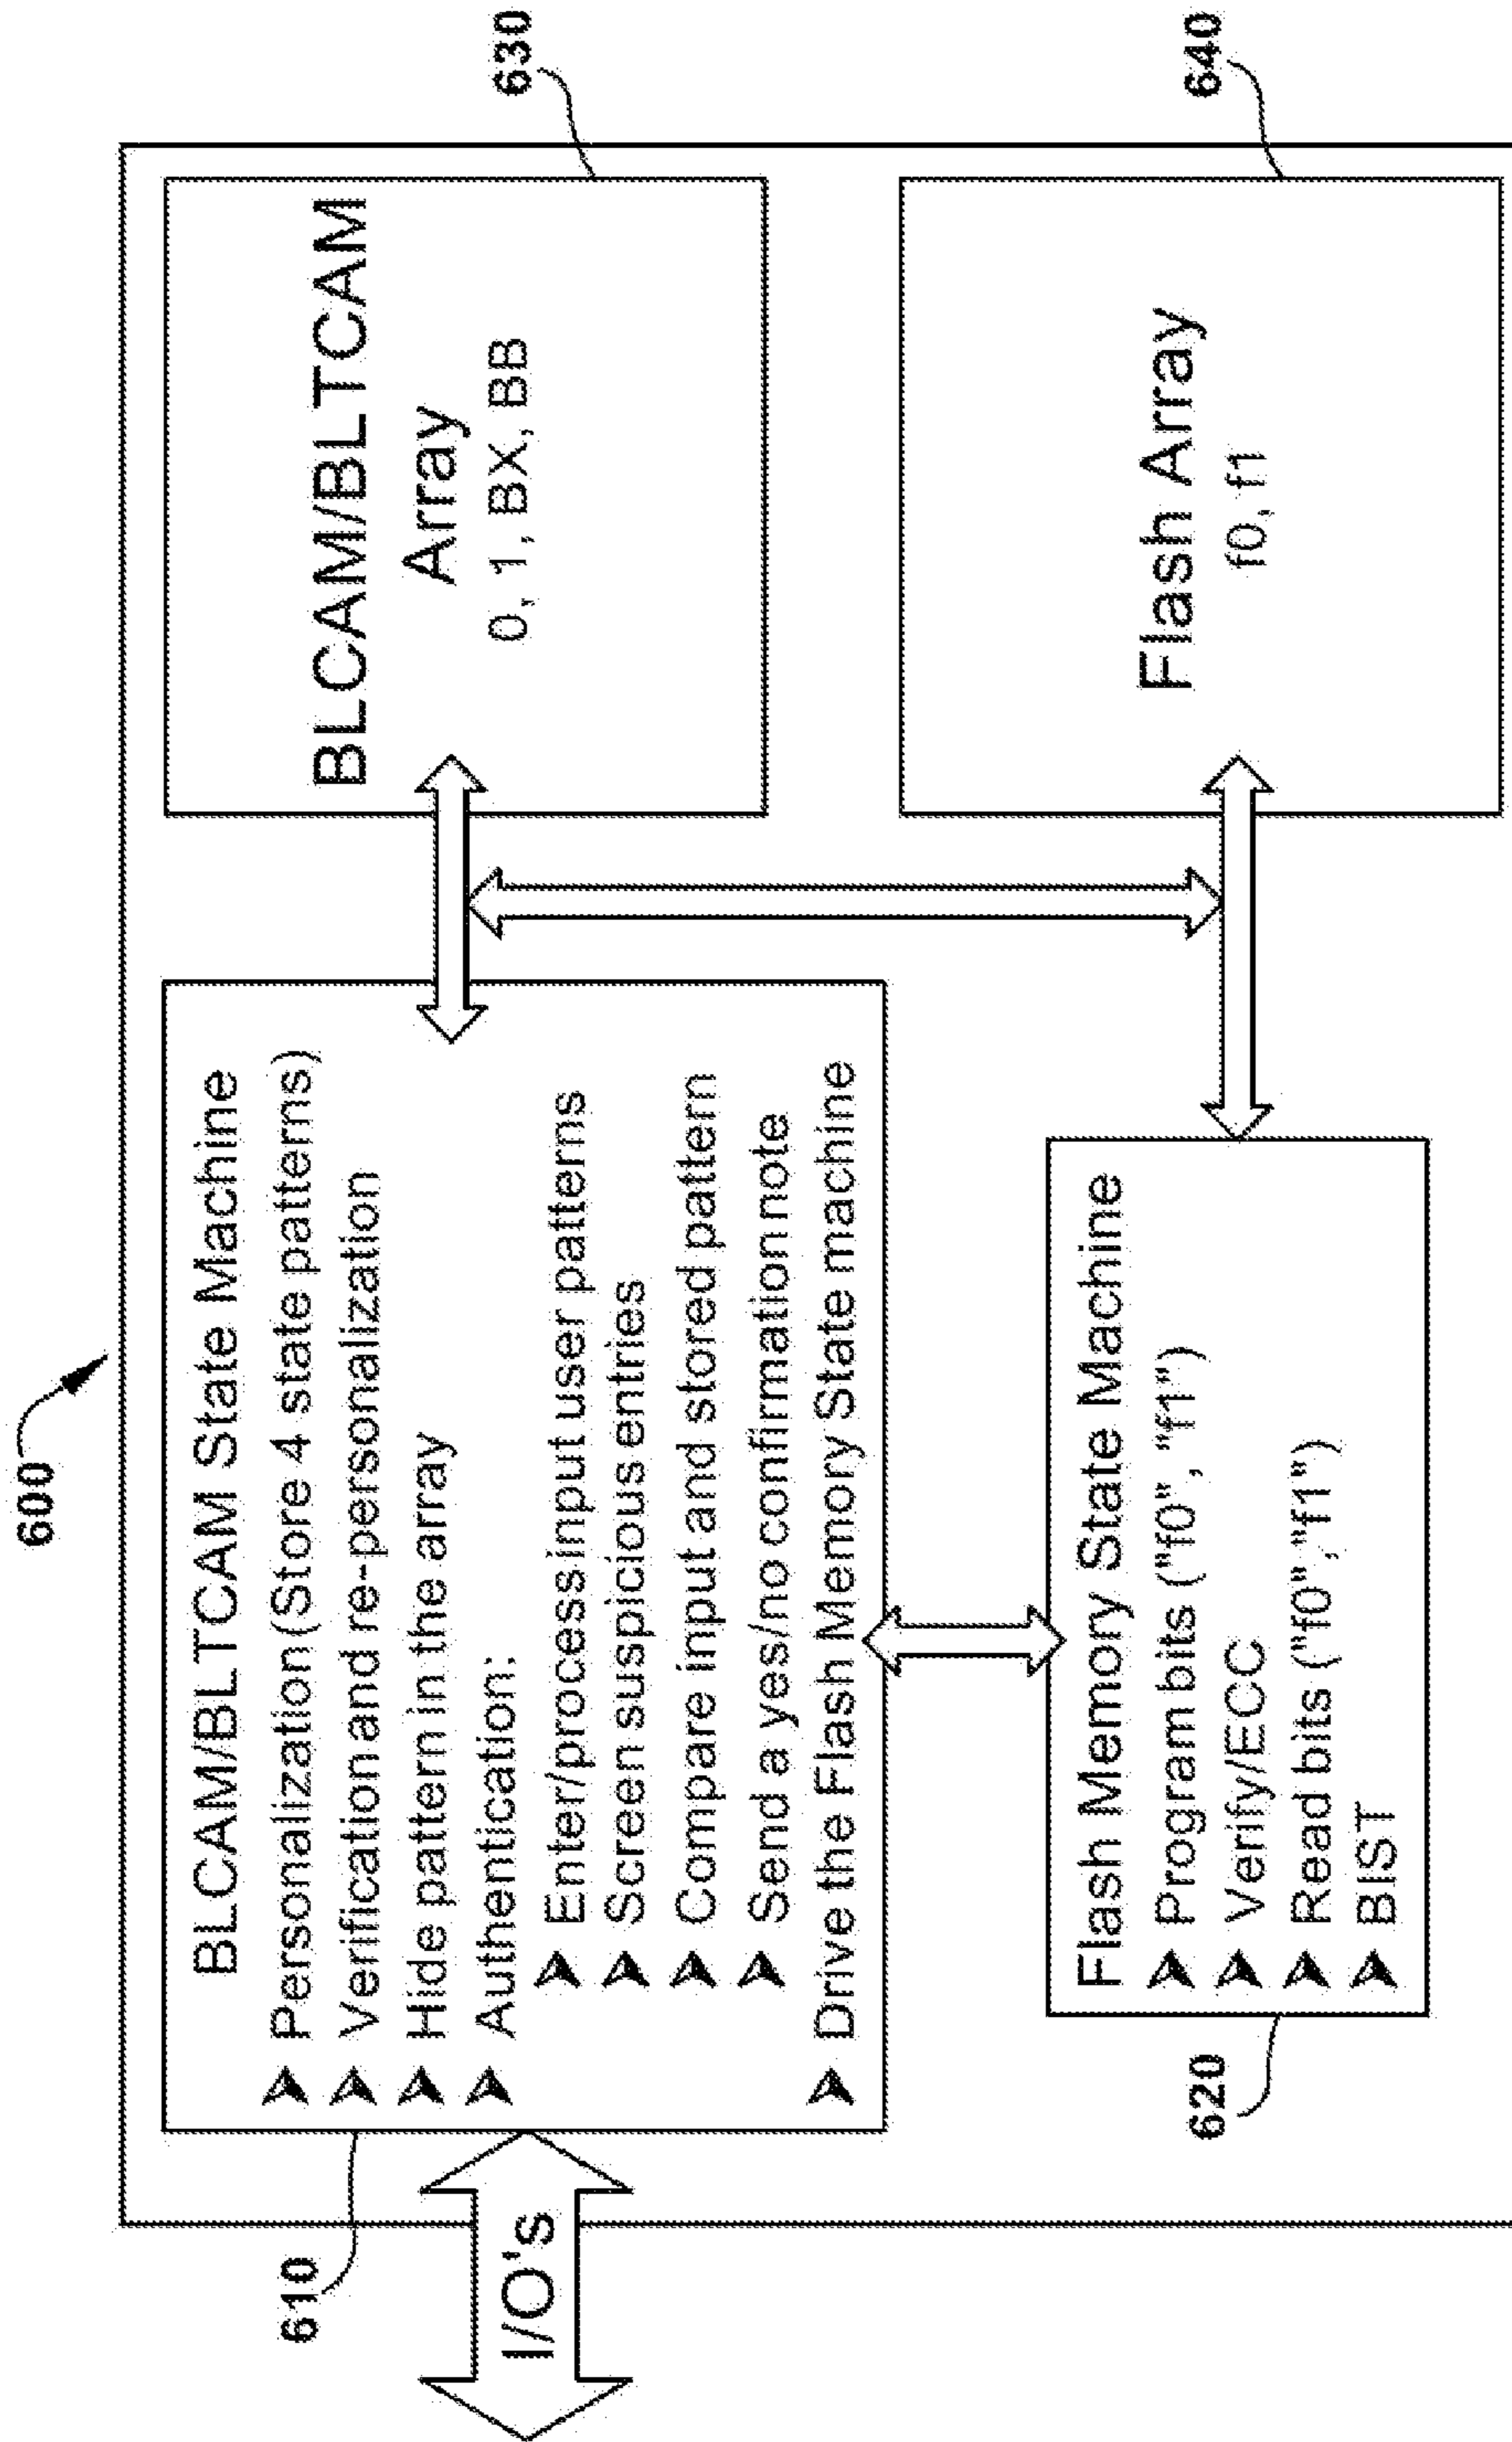 600
610
I/O's
BLCAM/BLTCAM State Machine
Personalization (Store 4 state patterns)
Verification and re-personalization
Hide pattern in the array
Authentication:
Enter/process input user patterns
Screen suspicious entries
Compare input and stored pattern
Send a yes/no confirmation note
Drive the Flash Memory State machine
630
BLCAM/BLTCAM
Array
0, 1, BX, BB
620
Flash Memory State Machine
Program bits ("f0", "f1")
Verify/ECC
Read bits ("f0","f1")
BIST
640
Flash Array
f0, f1